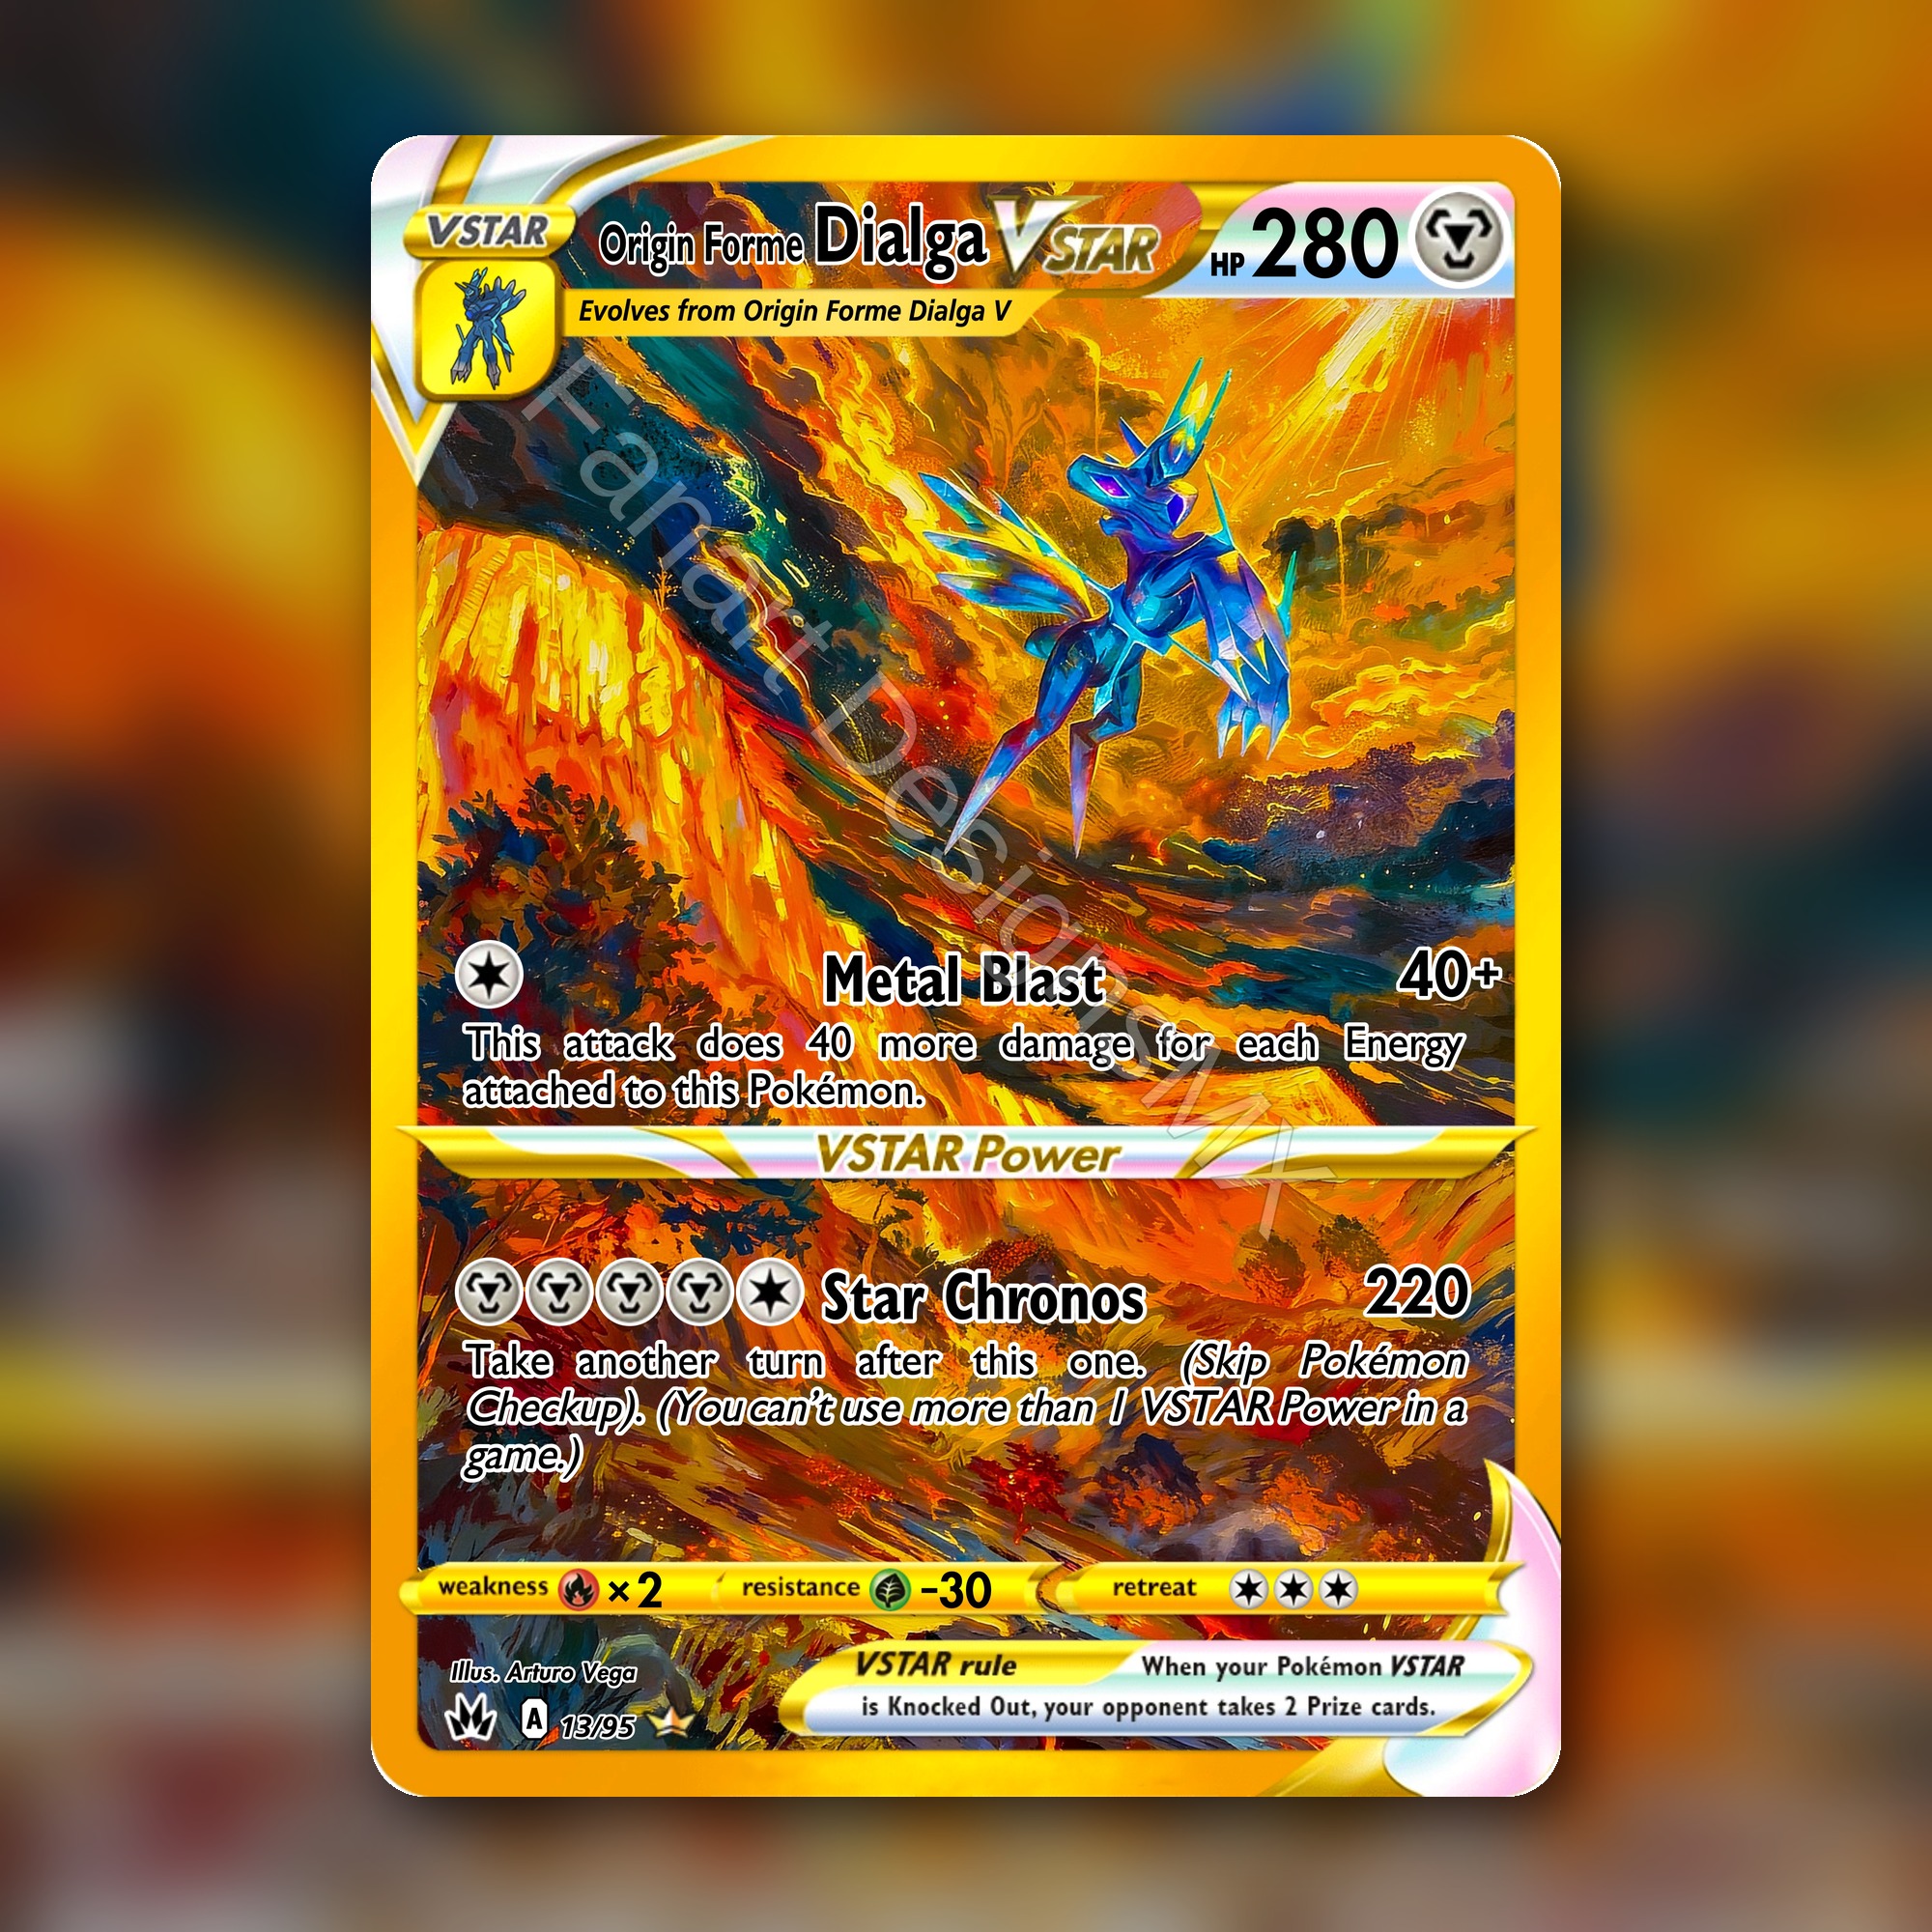 VSTAR
Origin Forme Dialga VSTAR
HP 280
Evolves from Origin Forme Dialga V
Fanart DesignsMX
Metal Blast 40+
This attack does 40 more damage for each Energy
attached to this Pokémon.
VSTAR Power
Star Chronos 220
Take another turn after this one. (Skip Pokémon
Checkup). (You can't use more than 1 VSTAR Power in a
game.)
weakness ×2 resistance -30 retreat
Illus. Arturo Vega
A 13/95
VSTAR rule When your Pokémon VSTAR
is Knocked Out, your opponent takes 2 Prize cards.